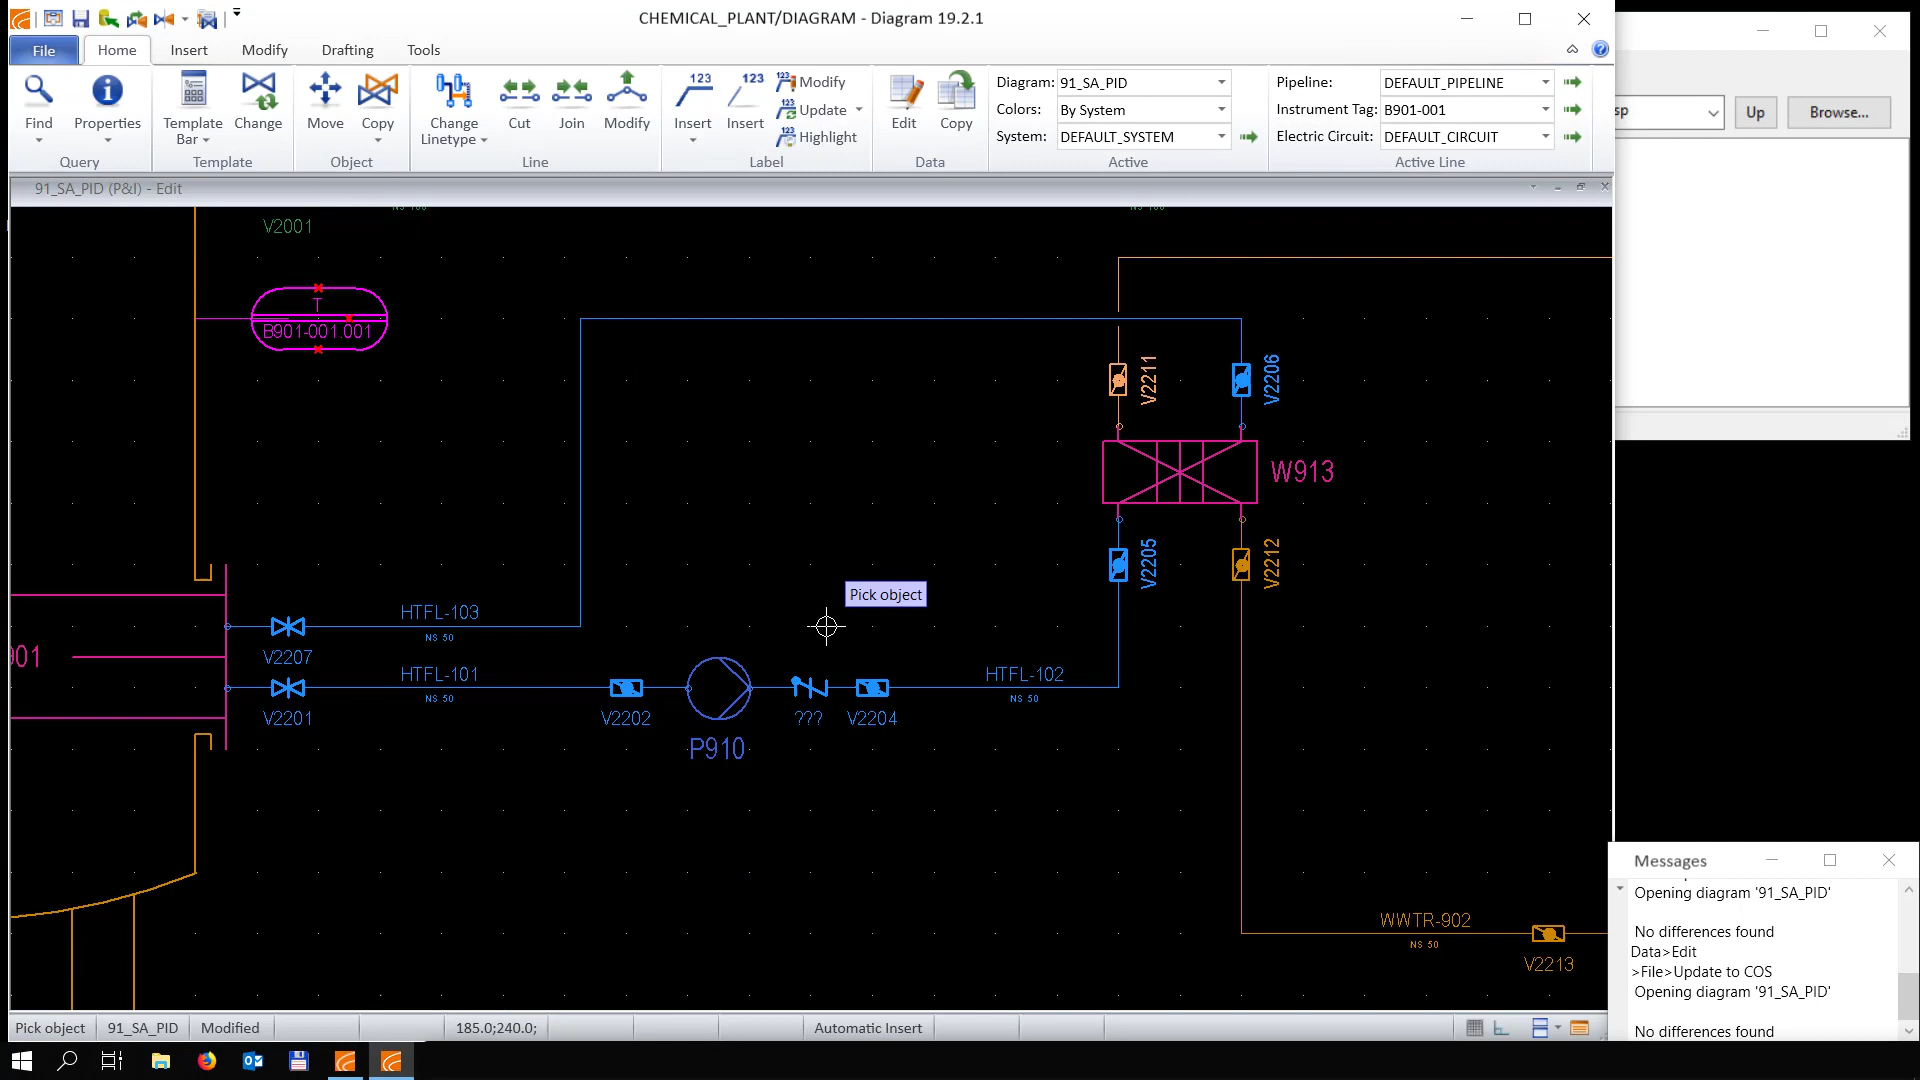 CHEMICAL_PLANT/DIAGRAM - Diagram 19.2.1
File
Home
Insert
Modify
Drafting
Tools
Find
Properties
Template
Bar
Change
Move
Copy
Change
Linetype
Cut
Join
Modify
Insert
Insert
Modify
Update
Highlight
Edit
Copy
Diagram: 91_SA_PID
Colors: By System
System: DEFAULT_SYSTEM
Pipeline: DEFAULT_PIPELINE
Instrument Tag: B901-001
Electric Circuit: DEFAULT_CIRCUIT
Query
Template
Object
Line
Label
Data
Active
Active Line
sp
Up
Browse...
91_SA_PID (P&I) - Edit
V2001
T
B901-001.001
V2211
V2206
W913
V2205
V2212
Pick object
HTFL-103
NS 50
V2207
HTFL-101
NS 50
V2201
V2202
P910
???
V2204
HTFL-102
NS 50
WWTR-902
NS 50
V2213
Messages
Opening diagram '91_SA_PID'
No differences found
Data>Edit
>File>Update to COS
Opening diagram '91_SA_PID'
No differences found
Pick object
91_SA_PID
Modified
185.0;240.0;
Automatic Insert